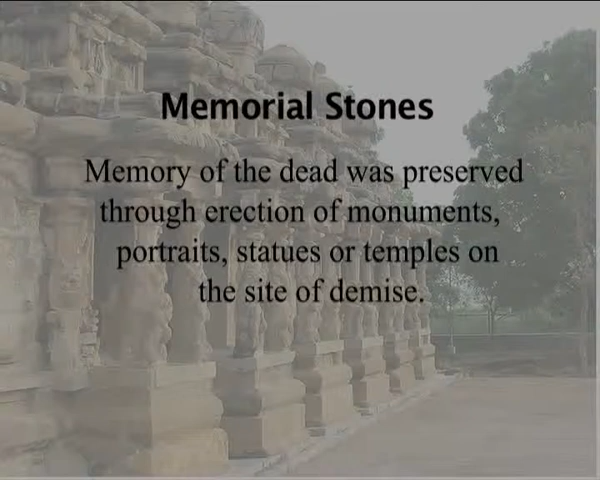 Memorial Stones
Memory of the dead was preserved
through erection of monuments,
portraits, statues or temples on
the site of demise.